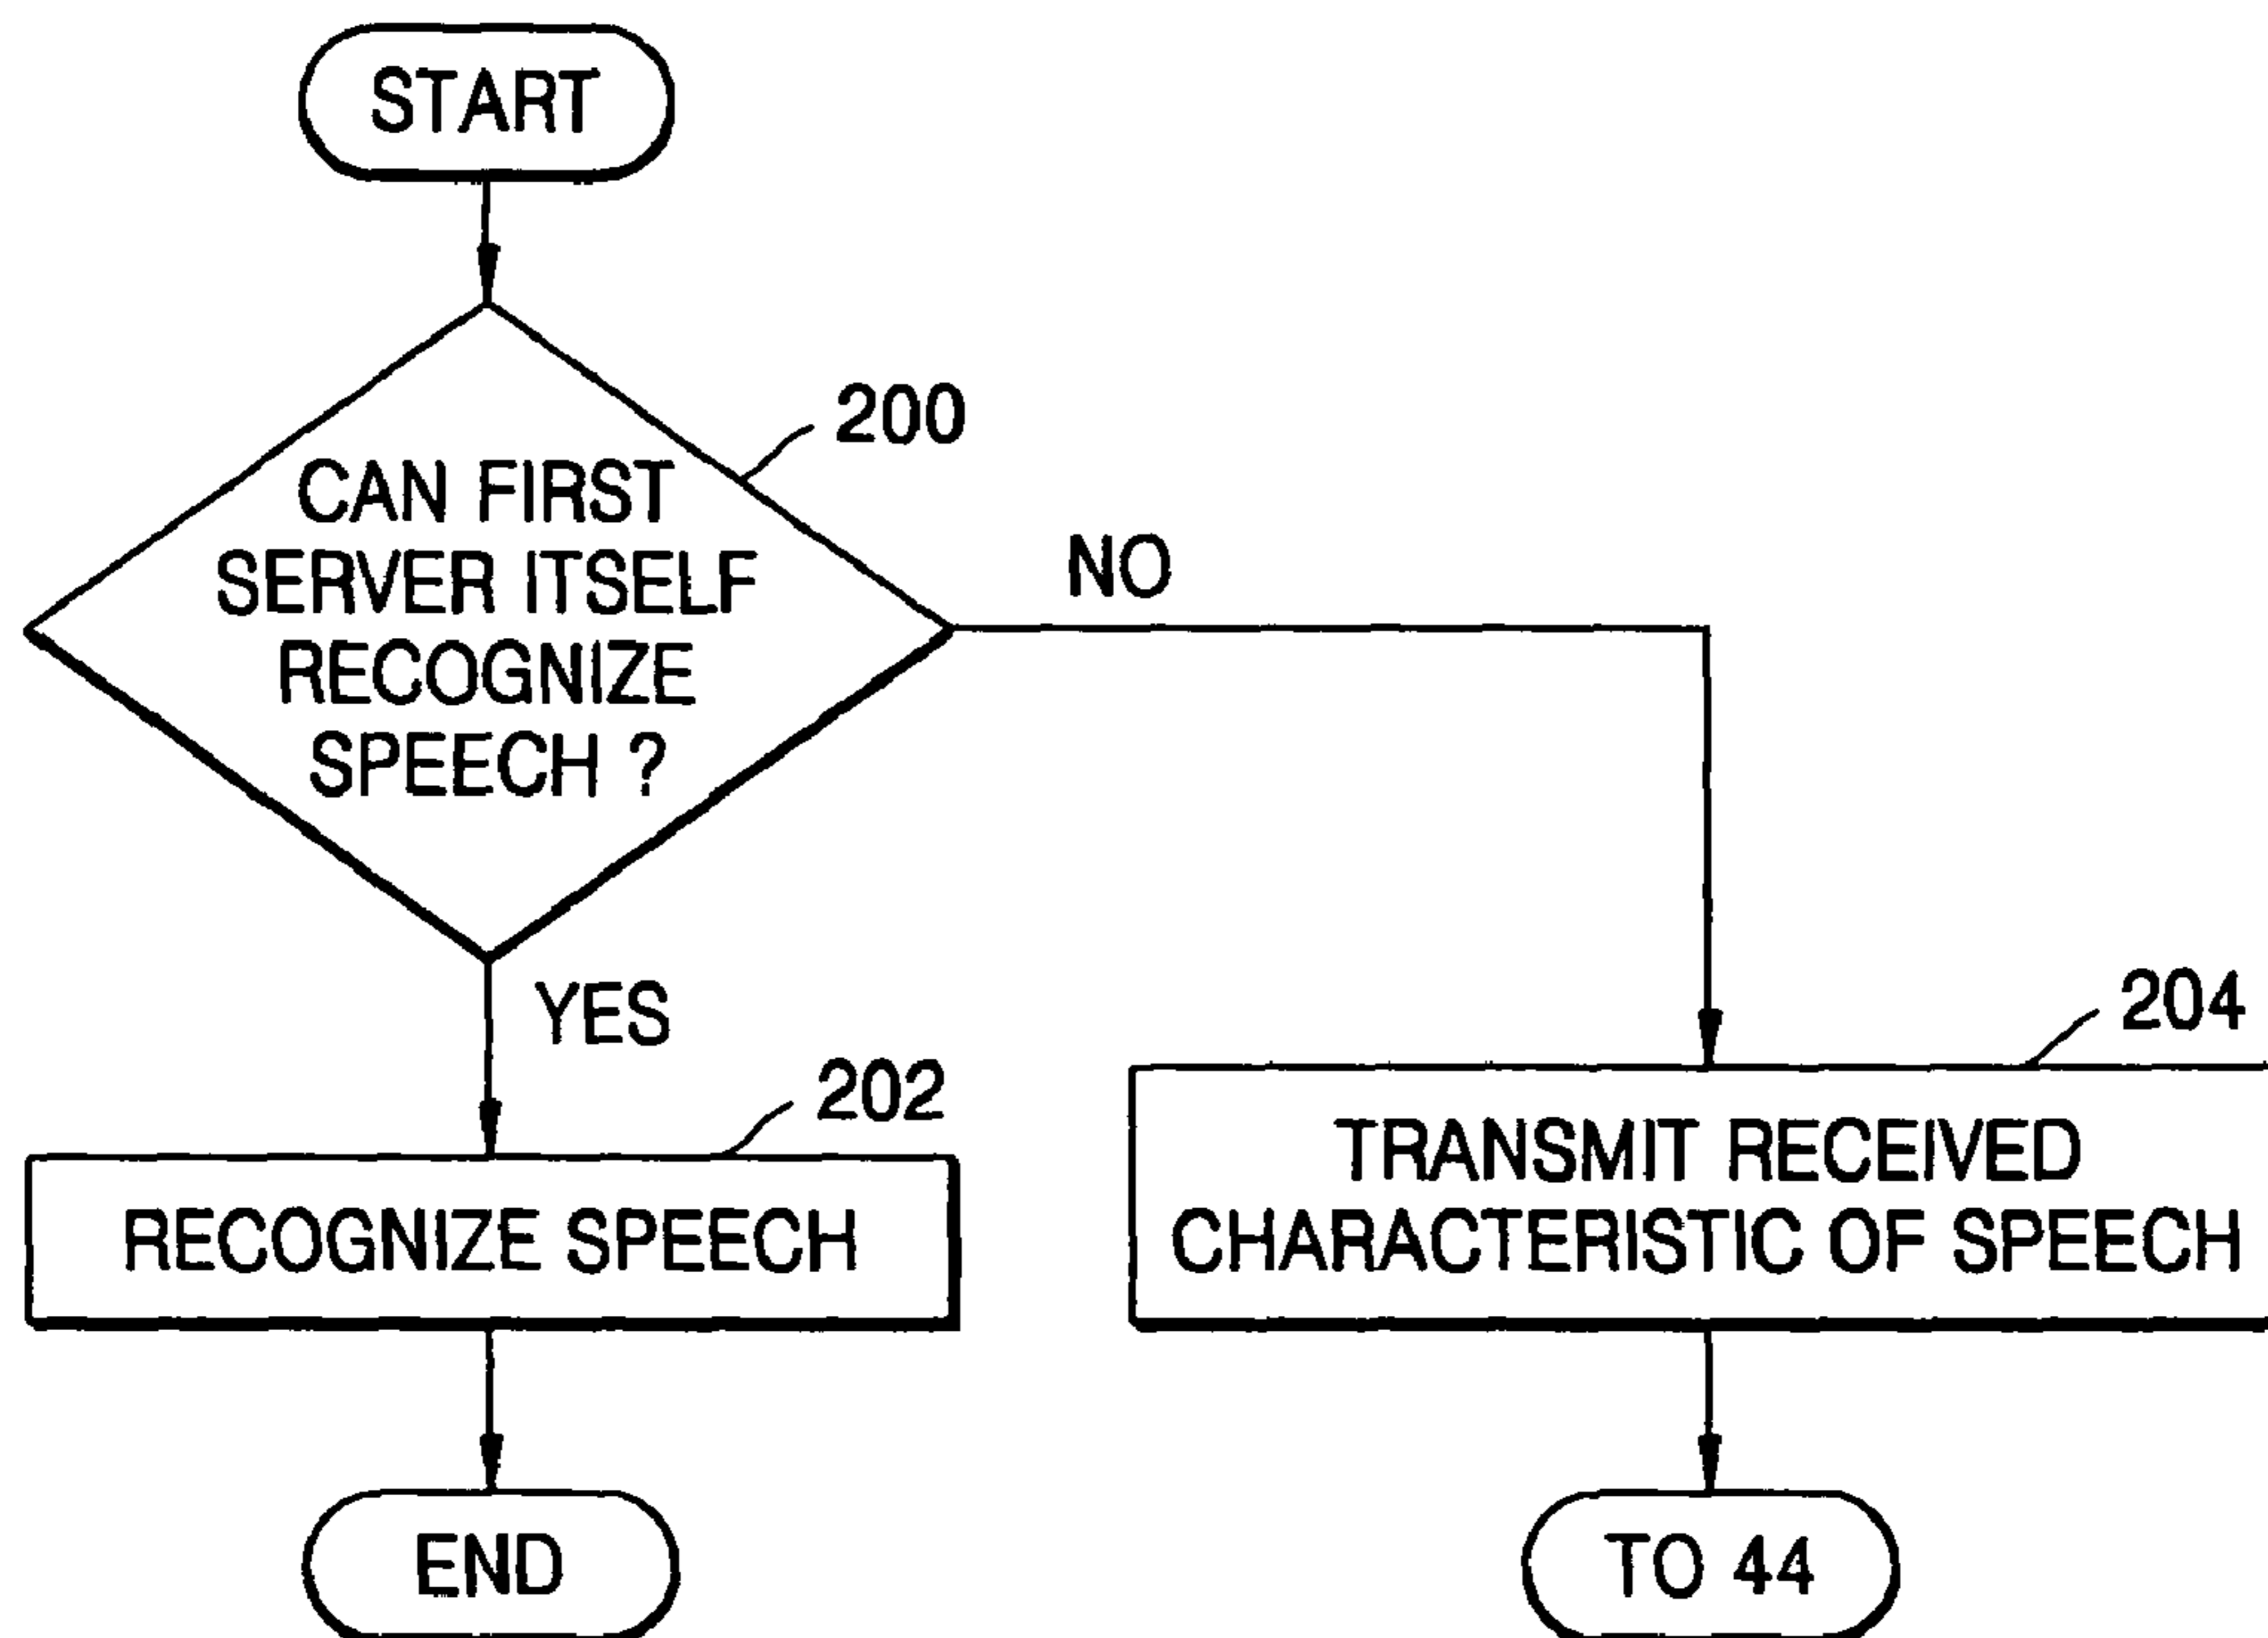 START
200
CAN FIRST
SERVER ITSELF
RECOGNIZE
SPEECH ?
NO
YES
202
RECOGNIZE SPEECH
END
204
TRANSMIT RECEIVED
CHARACTERISTIC OF SPEECH
TO 44